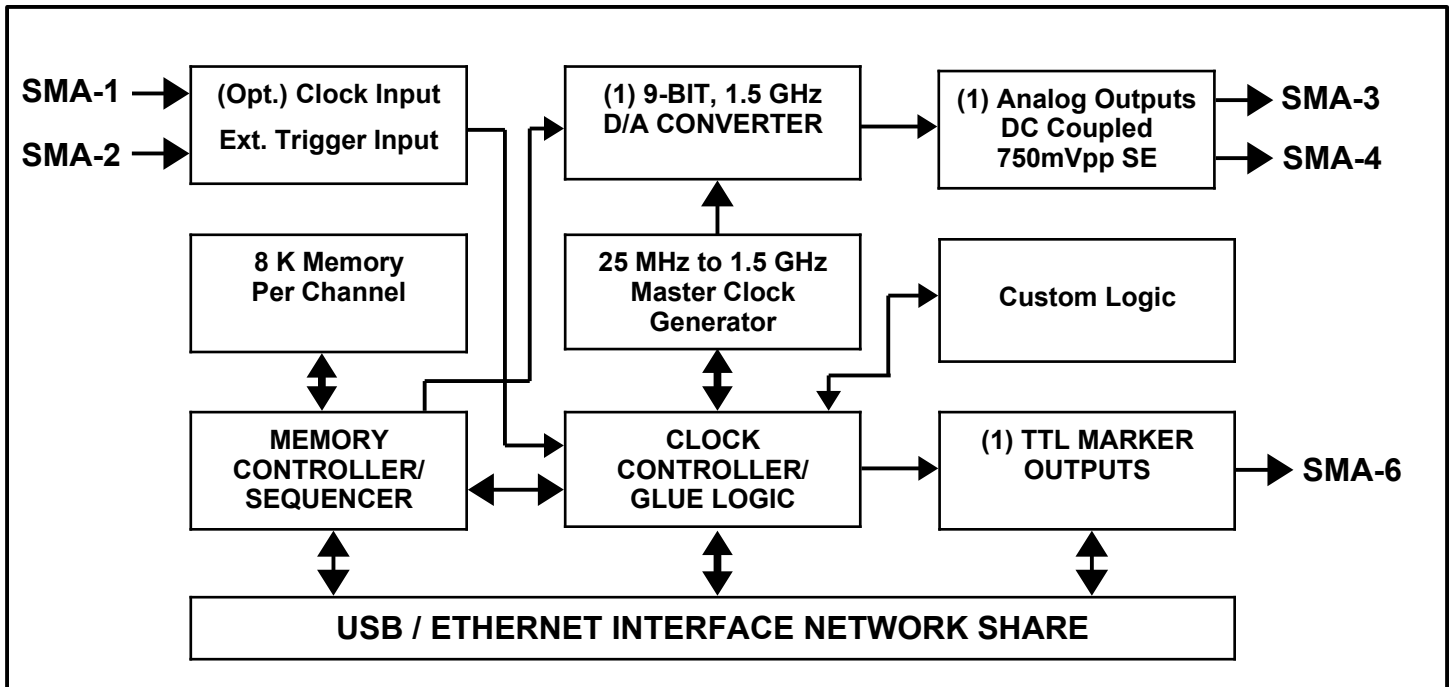 SMA-1
SMA-2
(Opt.) Clock Input
Ext. Trigger Input
(1) 9-BIT, 1.5 GHz
D/A CONVERTER
(1) Analog Outputs
DC Coupled
750mVpp SE
SMA-3
SMA-4
8 K Memory
Per Channel
25 MHz to 1.5 GHz
Master Clock
Generator
Custom Logic
MEMORY
CONTROLLER/
SEQUENCER
CLOCK
CONTROLLER/
GLUE LOGIC
(1) TTL MARKER
OUTPUTS
SMA-6
USB / ETHERNET INTERFACE NETWORK SHARE